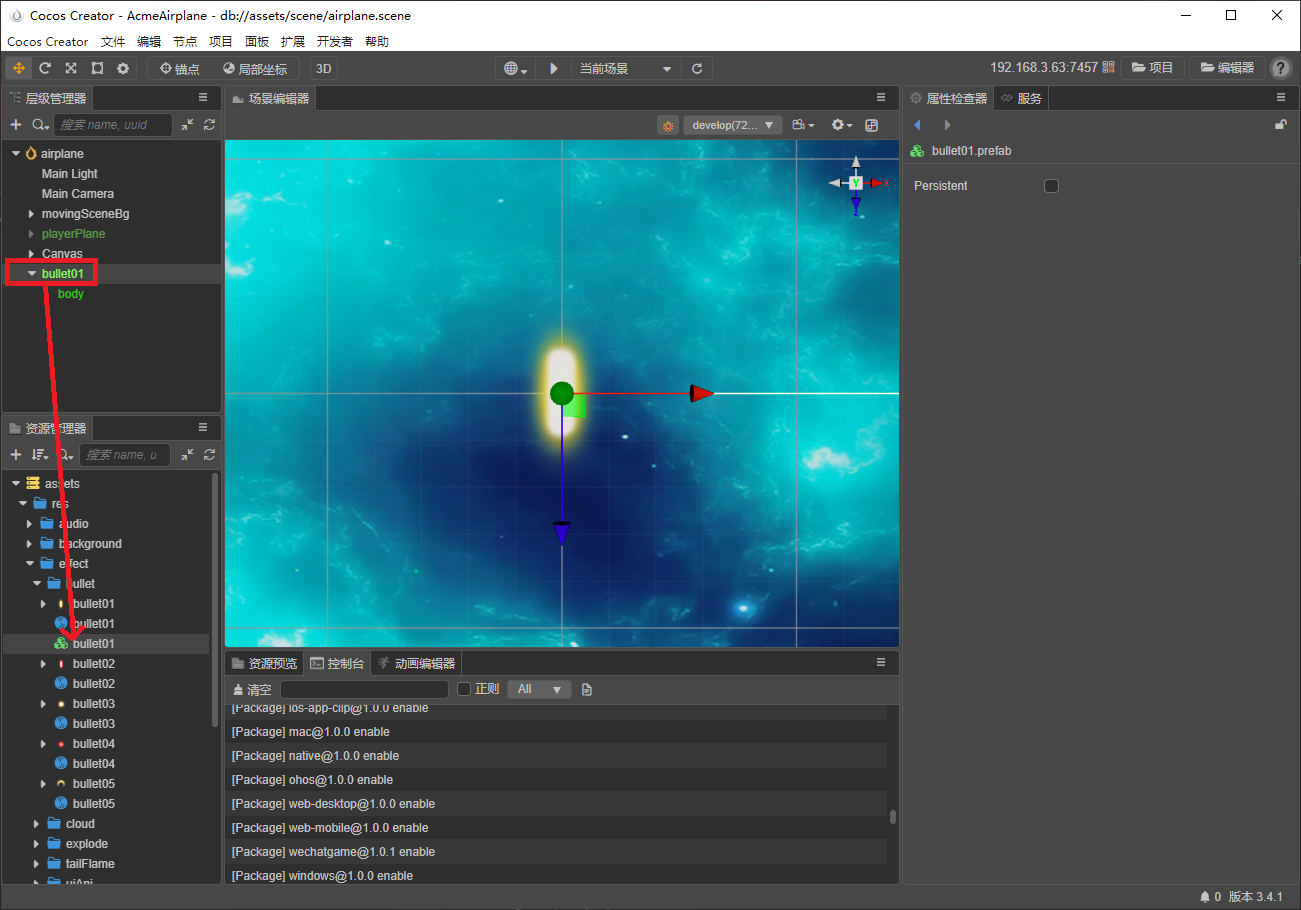 Cocos Creator - AcmeAirplane - db://assets/scene/airplane.scene
Cocos Creator 文件 编辑 节点 项目 面板 扩展 开发者 帮助
锚点 局部坐标 3D 当前场景 192.168.3.63:7457 项目 编辑器 ?
层级管理器
搜索 name, uuid
airplane
Main Light
Main Camera
movingSceneBg
playerPlane
Canvas
bullet01
body
资源管理器
搜索 name, u
assets
res
audio
background
effect
bullet
bullet01
bullet01
bullet01
bullet02
bullet02
bullet03
bullet03
bullet04
bullet04
bullet05
bullet05
cloud
explode
tailFlame
uiAni
场景编辑器
develop(72...
Y X Z
资源预览 控制台 动画编辑器
清空 正则 All
[Package] ios-app-clip@1.0.0 enable
[Package] mac@1.0.0 enable
[Package] native@1.0.0 enable
[Package] ohos@1.0.0 enable
[Package] web-desktop@1.0.0 enable
[Package] web-mobile@1.0.0 enable
[Package] wechatgame@1.0.1 enable
[Package] windows@1.0.0 enable
属性检查器 服务
bullet01.prefab
Persistent
0 版本 3.4.1